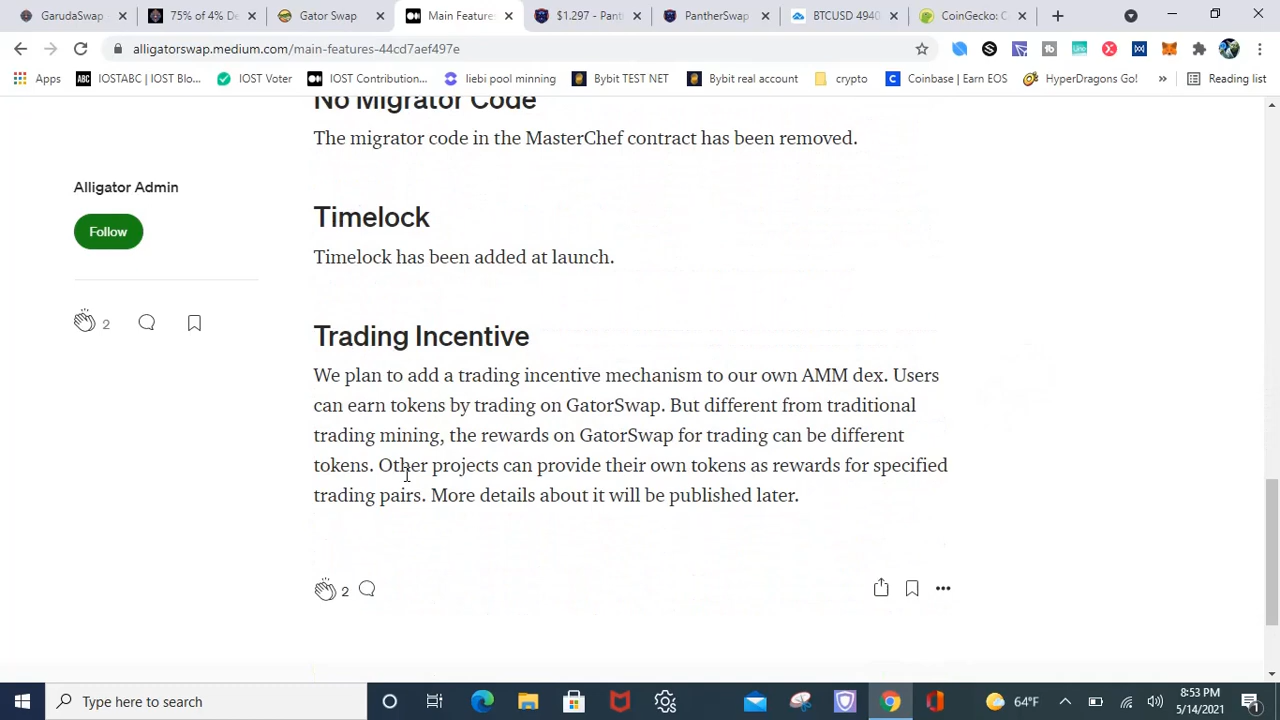 GarudaSwap
75% of 4% De
Gator Swap
Main Features
$1.297 - Pant
PantherSwap
BTCUSD 4940
CoinGecko: C
alligatorswap.medium.com/main-features-44cd7aef497e
Apps
ABC
IOSTABC | IOST Blo...
IOST Voter
IOST Contribution...
liebi pool minning
Bybit TEST NET
Bybit real account
crypto
Coinbase | Earn EOS
HyperDragons Go!
»
Reading list
No Migrator Code
The migrator code in the MasterChef contract has been removed.
Alligator Admin
Follow
2
Timelock
Timelock has been added at launch.
Trading Incentive
We plan to add a trading incentive mechanism to our own AMM dex. Users
can earn tokens by trading on GatorSwap. But different from traditional
trading mining, the rewards on GatorSwap for trading can be different
tokens. Other projects can provide their own tokens as rewards for specified
trading pairs. More details about it will be published later.
2
Type here to search
64°F
8:53 PM
5/14/2021
1